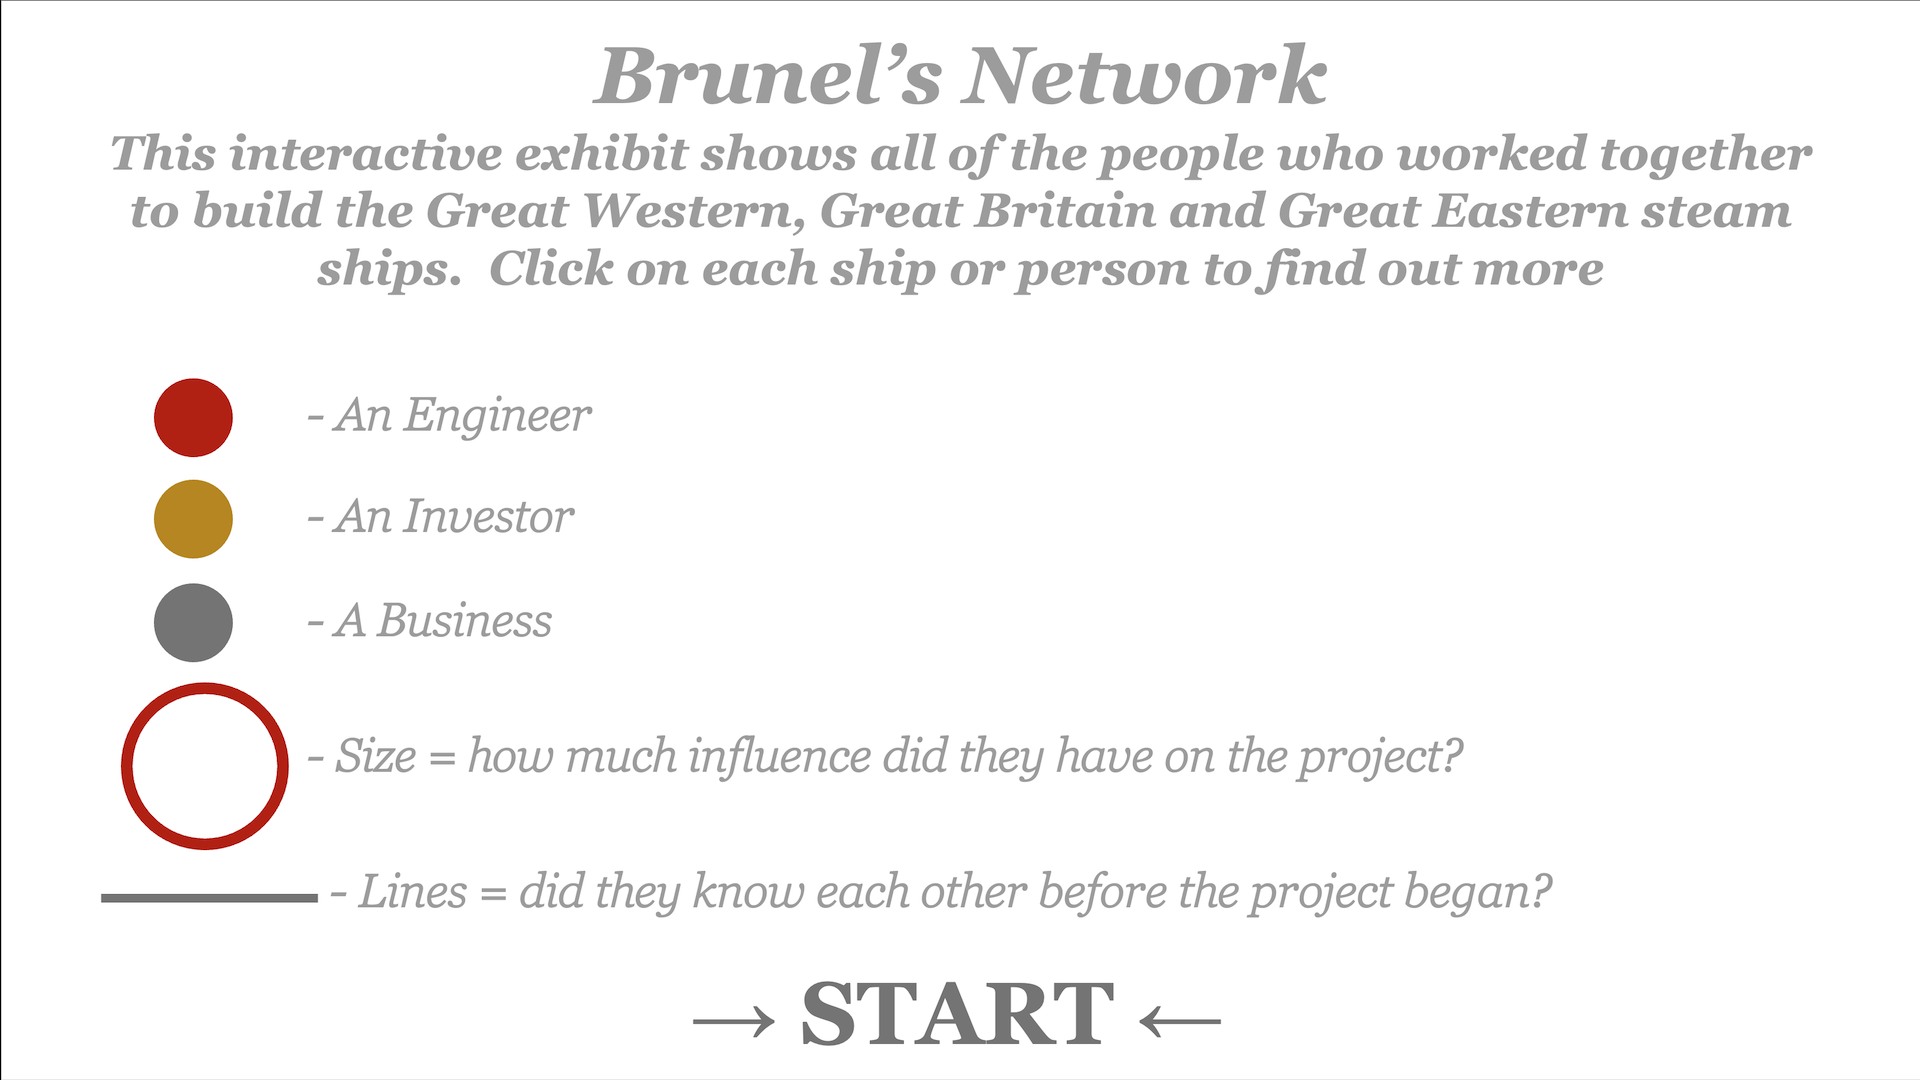 Brunel’s Network
This interactive exhibit shows all of the people who worked together
to build the Great Western, Great Britain and Great Eastern steam
ships.  Click on each ship or person to find out more
- An Engineer
- An Investor
- A Business
- Size = how much influence did they have on the project?
- Lines = did they know each other before the project began?
→ START ←